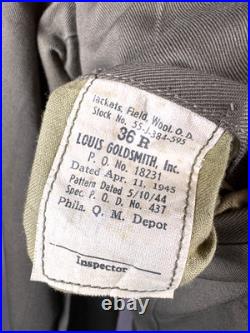 Jackets, Field, Wool, O.D.
Stock No. 55-J-384-595
36 R
LOUIS GOLDSMITH, Inc.
P. O. No. 18231
Dated Apr. 11, 1945
Pattern Dated 5/10/44
Spec. P. Q. D. No. 437
Phila. Q. M. Depot
Inspector